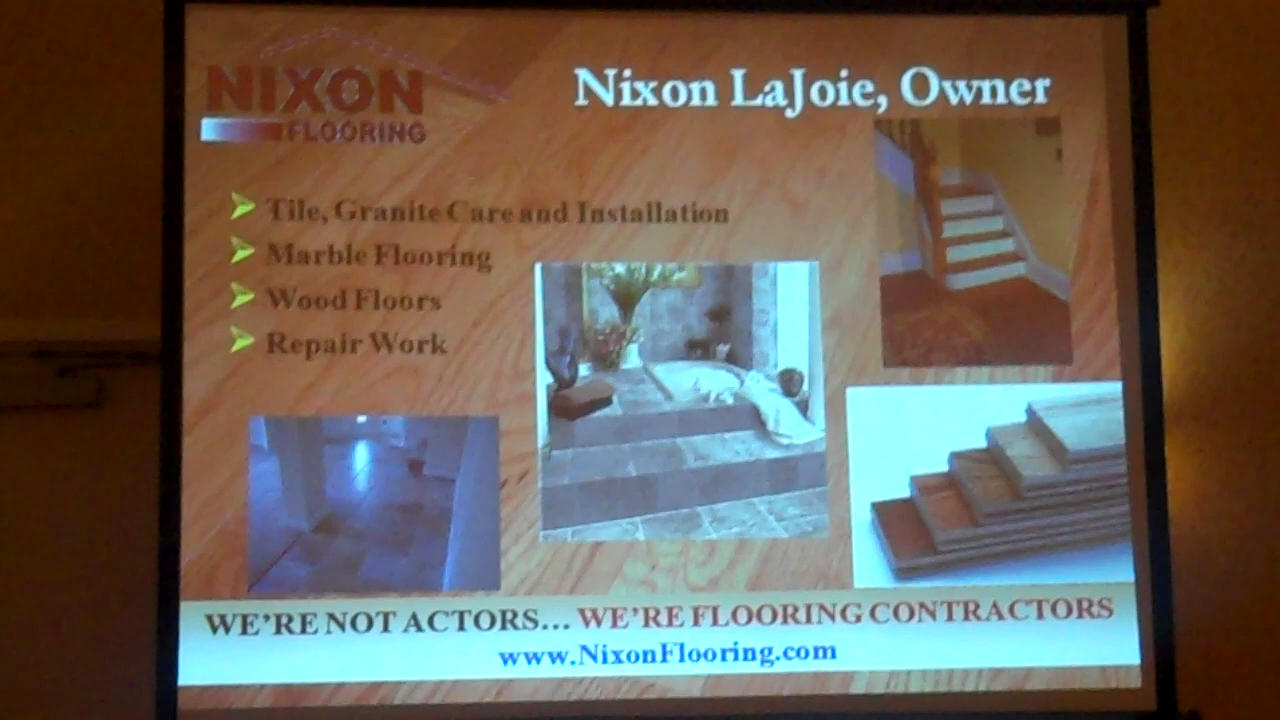 NIXON
FLOORING
Nixon LaJoie, Owner
Tile, Granite Care and Installation
Marble Flooring
Wood Floors
Repair Work
WE'RE NOT ACTORS... WE'RE FLOORING CONTRACTORS
www.NixonFlooring.com